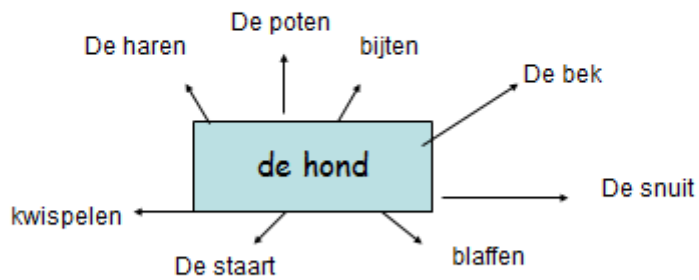 De poten
De haren
bijten
De bek
de hond
De snuit
kwispelen
De staart
blaffen